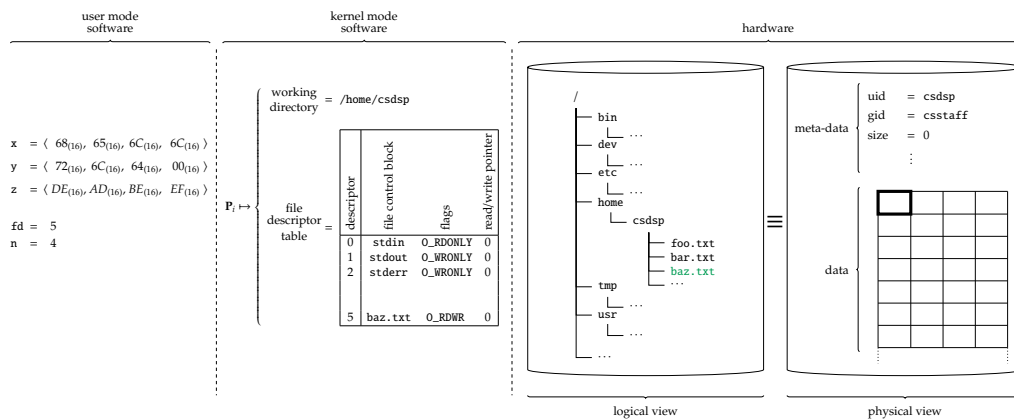 user mode
software
kernel mode
software
hardware
x = ⟨ 68(16), 65(16), 6C(16), 6C(16) ⟩
y = ⟨ 72(16), 6C(16), 64(16), 00(16) ⟩
z = ⟨ DE(16), AD(16), BE(16), EF(16) ⟩
fd = 5
n = 4
Pi ↦
working
directory = /home/csdsp
file
descriptor
table =
descriptor file control block flags read/write pointer
0 stdin O_RDONLY 0
1 stdout O_WRONLY 0
2 stderr O_WRONLY 0
5 baz.txt O_RDWR 0
/
bin
...
dev
...
etc
...
home
csdsp
foo.txt
bar.txt
baz.txt
...
tmp
...
usr
...
...
≡
meta-data
uid = csdsp
gid = csstaff
size = 0
⋮
data
logical view
physical view